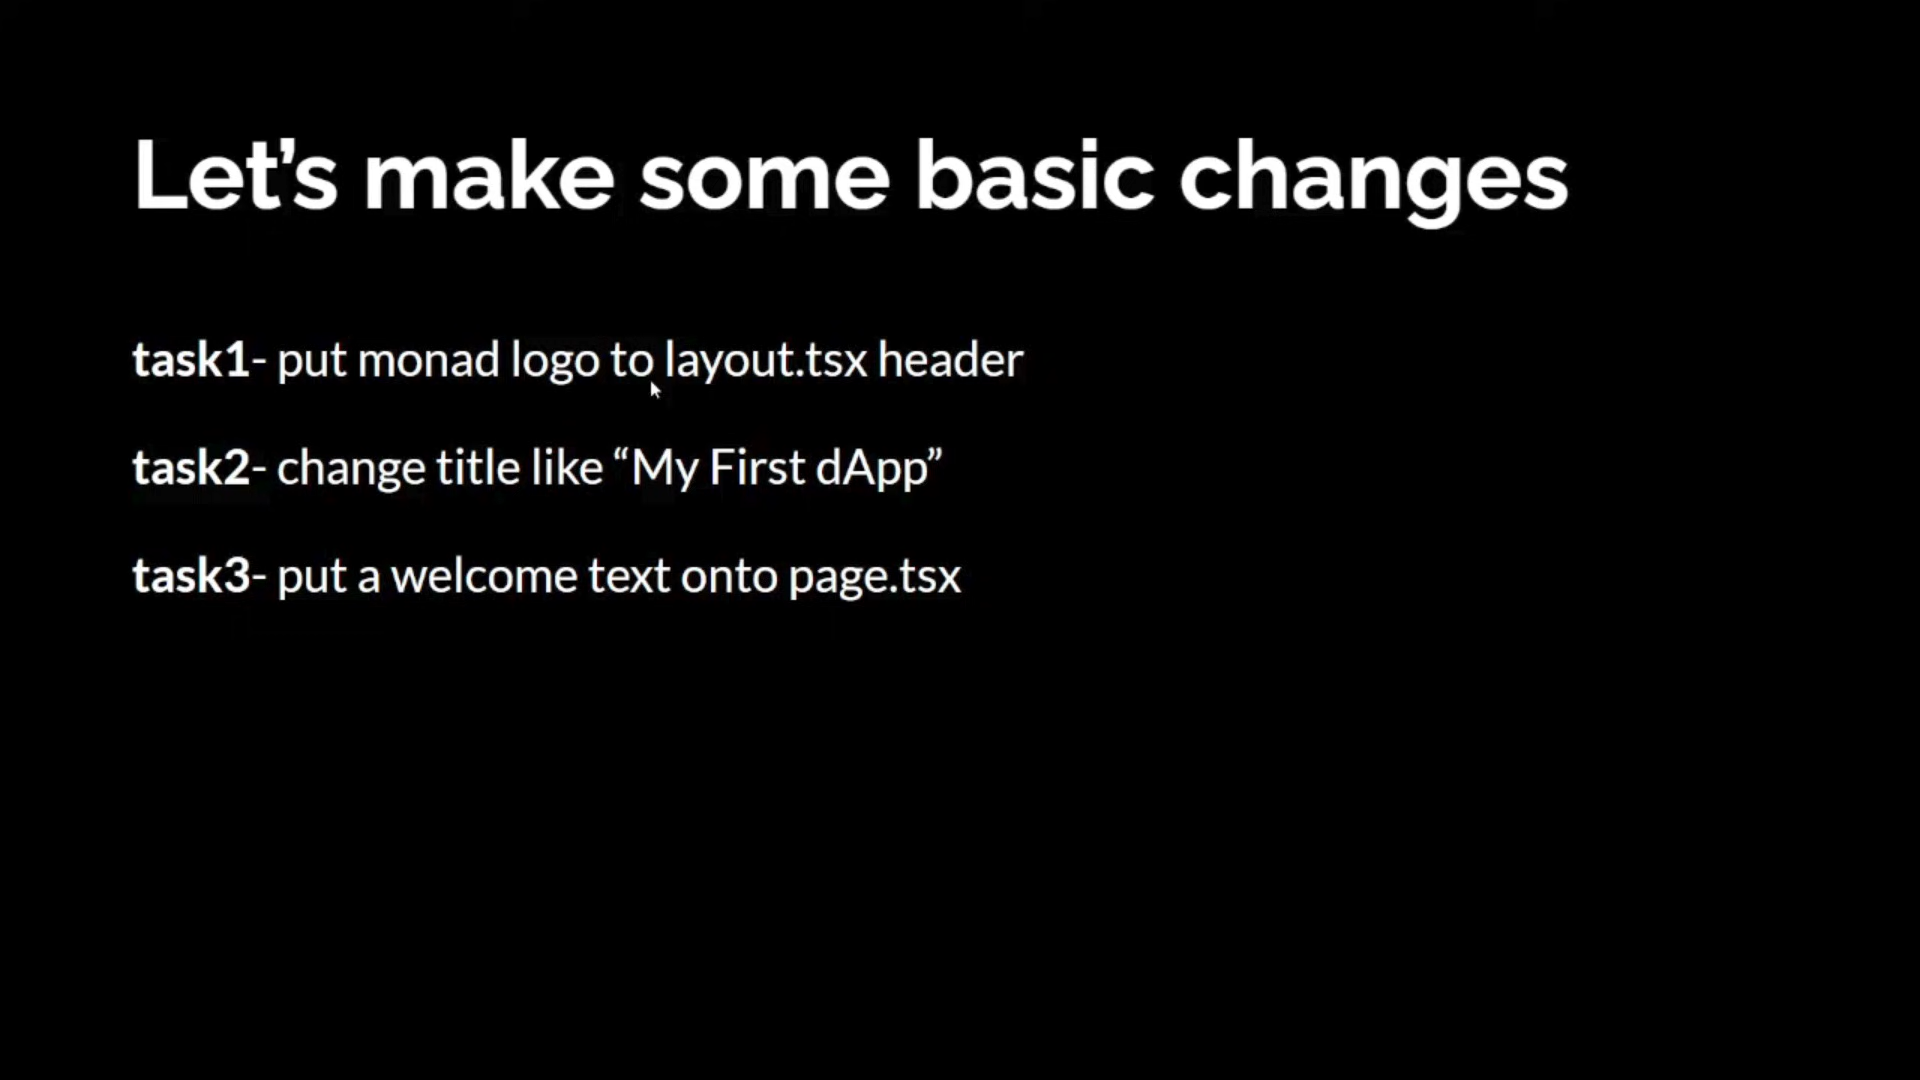 Let’s make some basic changes
task1- put monad logo to layout.tsx header
task2- change title like “My First dApp”
task3- put a welcome text onto page.tsx